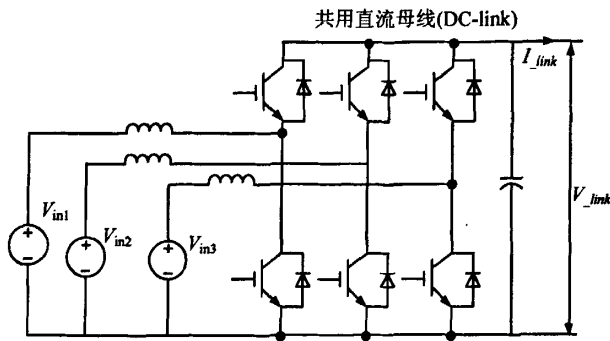 共用直流母线(DC-link)
I_link
V_link
Vin1
Vin2
Vin3